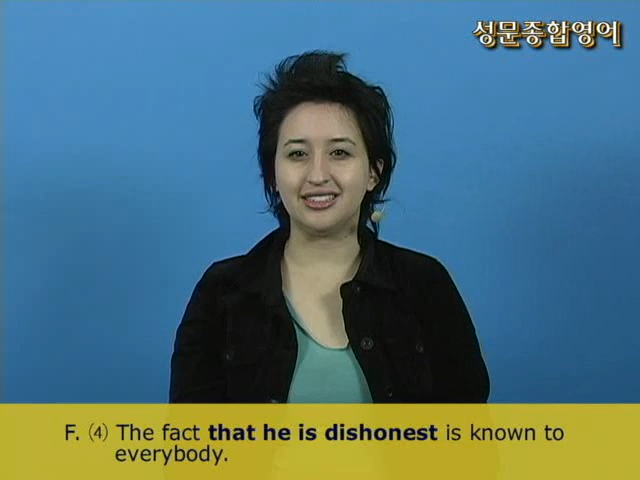 성문종합영어
F. ⑷ The fact that he is dishonest is known to
everybody.